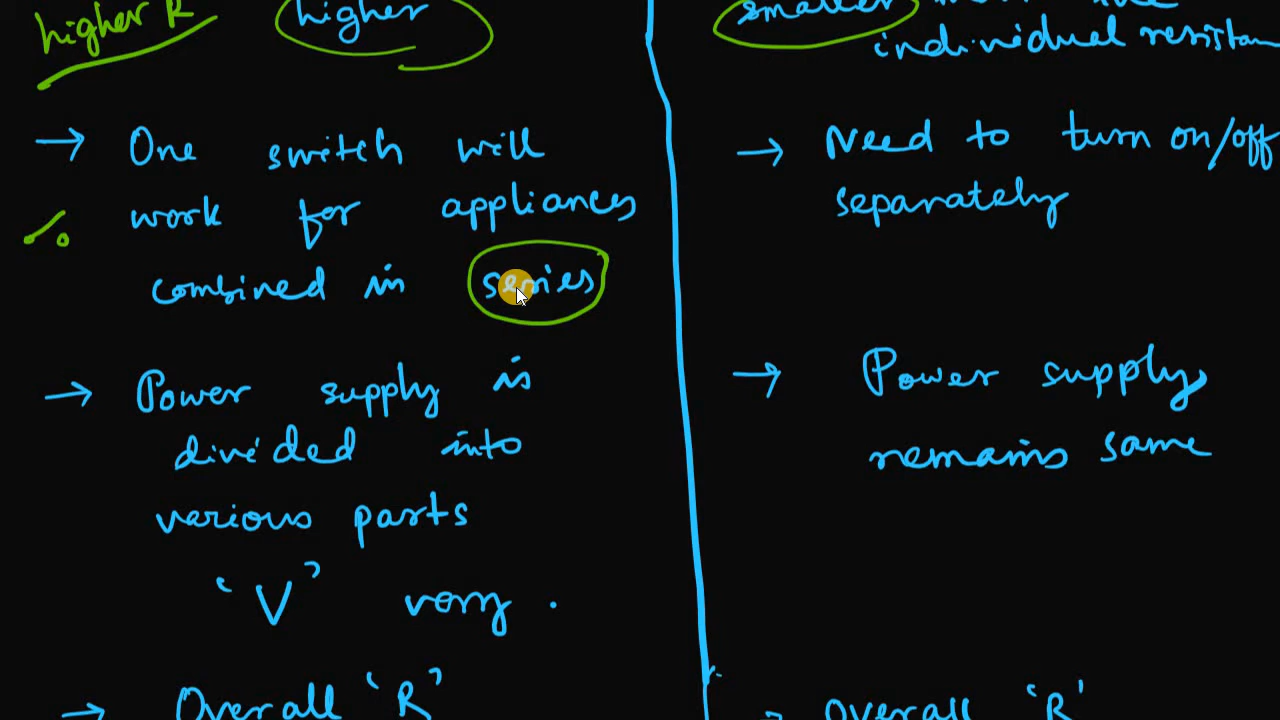 higher R
higher
One switch will
work for appliances
combined in series
Power supply is
divided into
various parts
'V' vary.
Overall 'R'
smaller
individual resistan
Need to turn on/off
separately
Power supply
remains same
Overall 'R'